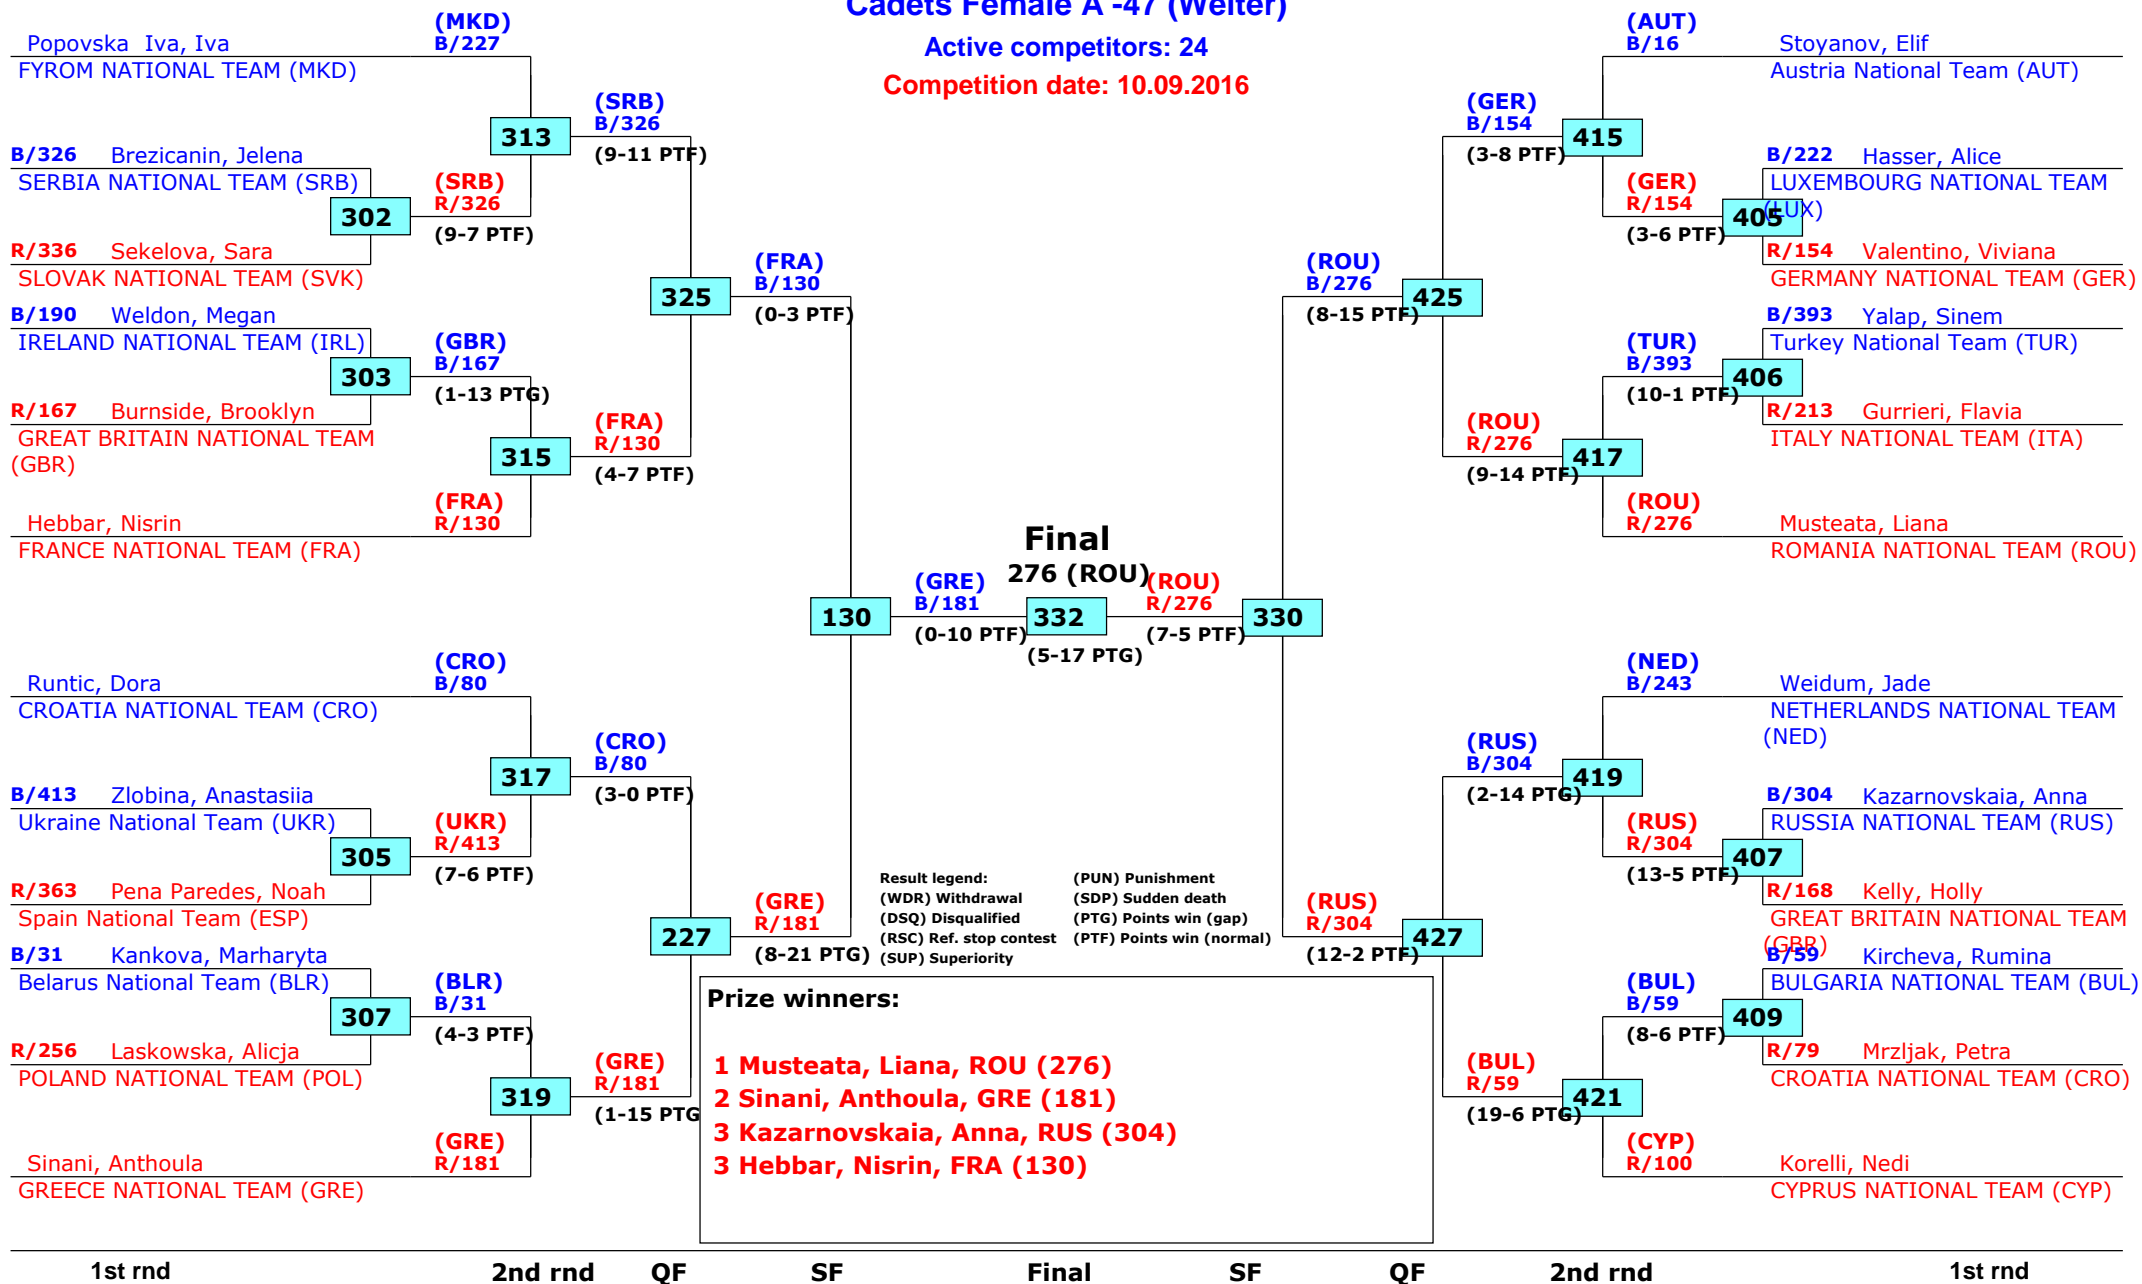 Cadets Female A -47 (Welter)
Active competitors: 24
Competition date: 10.09.2016
Popovska  Iva, Iva
FYROM NATIONAL TEAM (MKD)
(MKD)
B/227
B/326 Brezicanin, Jelena
SERBIA NATIONAL TEAM (SRB)
302
R/336 Sekelova, Sara
SLOVAK NATIONAL TEAM (SVK)
(SRB)
R/326
(9-7 PTF)
313
(SRB)
B/326
(9-11 PTF)
B/190 Weldon, Megan
IRELAND NATIONAL TEAM (IRL)
303
R/167 Burnside, Brooklyn
GREAT BRITAIN NATIONAL TEAM
(GBR)
(GBR)
B/167
(1-13 PTG)
315
Hebbar, Nisrin
FRANCE NATIONAL TEAM (FRA)
(FRA)
R/130
(FRA)
R/130
(4-7 PTF)
325
(FRA)
B/130
(0-3 PTF)
Runtic, Dora
CROATIA NATIONAL TEAM (CRO)
(CRO)
B/80
B/413 Zlobina, Anastasiia
Ukraine National Team (UKR)
305
R/363 Pena Paredes, Noah
Spain National Team (ESP)
(UKR)
R/413
(7-6 PTF)
317
(CRO)
B/80
(3-0 PTF)
B/31 Kankova, Marharyta
Belarus National Team (BLR)
307
R/256 Laskowska, Alicja
POLAND NATIONAL TEAM (POL)
(BLR)
B/31
(4-3 PTF)
319
Sinani, Anthoula
GREECE NATIONAL TEAM (GRE)
(GRE)
R/181
(GRE)
R/181
(1-15 PTG
227
(GRE)
R/181
(8-21 PTG)
130
(GRE)
B/181
(0-10 PTF)
Final
276 (ROU)
332
(5-17 PTG)
(ROU)
R/276
(7-5 PTF)
330
(AUT)
B/16
Stoyanov, Elif
Austria National Team (AUT)
B/222 Hasser, Alice
LUXEMBOURG NATIONAL TEAM
(LUX)
405
R/154 Valentino, Viviana
GERMANY NATIONAL TEAM (GER)
(GER)
R/154
(3-6 PTF)
415
(GER)
B/154
(3-8 PTF)
B/393 Yalap, Sinem
Turkey National Team (TUR)
406
R/213 Gurrieri, Flavia
ITALY NATIONAL TEAM (ITA)
(TUR)
B/393
(10-1 PTF)
417
(ROU)
R/276
Musteata, Liana
ROMANIA NATIONAL TEAM (ROU)
(ROU)
R/276
(9-14 PTF)
425
(ROU)
B/276
(8-15 PTF)
(NED)
B/243
Weidum, Jade
NETHERLANDS NATIONAL TEAM
(NED)
B/304 Kazarnovskaia, Anna
RUSSIA NATIONAL TEAM (RUS)
407
R/168 Kelly, Holly
GREAT BRITAIN NATIONAL TEAM
(GBR)
(RUS)
R/304
(13-5 PTF)
419
(RUS)
B/304
(2-14 PTG)
B/59 Kircheva, Rumina
BULGARIA NATIONAL TEAM (BUL)
409
R/79 Mrzljak, Petra
CROATIA NATIONAL TEAM (CRO)
(BUL)
B/59
(8-6 PTF)
421
(CYP)
R/100
Korelli, Nedi
CYPRUS NATIONAL TEAM (CYP)
(BUL)
R/59
(19-6 PTG)
427
(RUS)
R/304
(12-2 PTF)
Result legend:
(WDR) Withdrawal
(DSQ) Disqualified
(RSC) Ref. stop contest
(SUP) Superiority
(PUN) Punishment
(SDP) Sudden death
(PTG) Points win (gap)
(PTF) Points win (normal)
Prize winners:
1 Musteata, Liana, ROU (276)
2 Sinani, Anthoula, GRE (181)
3 Kazarnovskaia, Anna, RUS (304)
3 Hebbar, Nisrin, FRA (130)
1st rnd 2nd rnd QF SF Final SF QF 2nd rnd 1st rnd